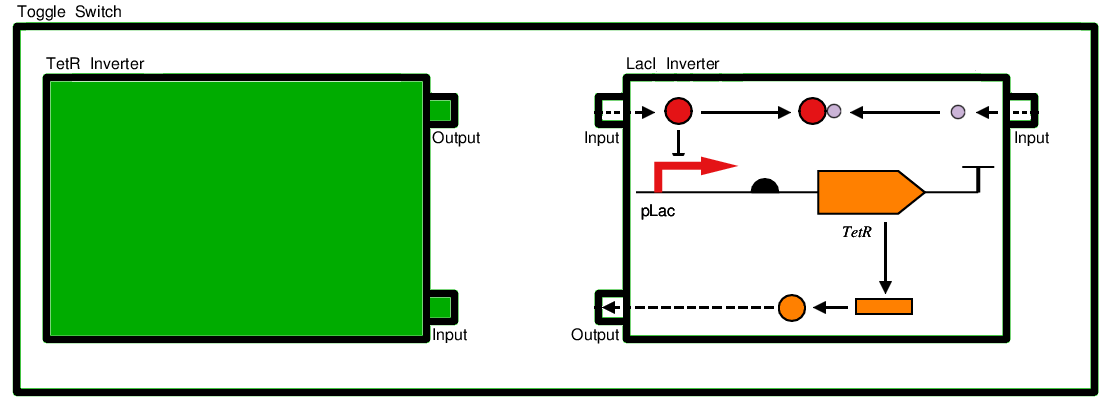 Toggle Switch
TetR Inverter
LacI Inverter
Output
Input
Input
pLac
TetR
Input
Output